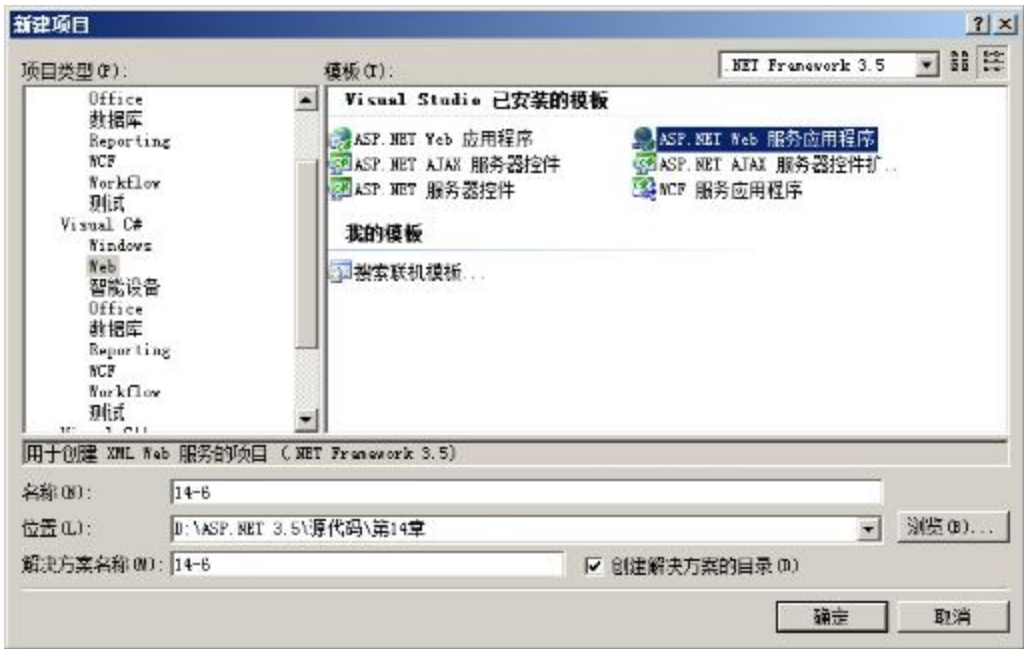 新建项目
项目类型(P):
模板(T):
.NET Framework 3.5
Office
数据库
Reporting
WCF
Workflow
测试
Visual C#
Windows
Web
智能设备
Office
数据库
Reporting
WCF
Workflow
测试
Visual Studio 已安装的模板
ASP.NET Web 应用程序
ASP.NET Web 服务应用程序
ASP.NET AJAX 服务器控件
ASP.NET AJAX 服务器控件扩...
ASP.NET 服务器控件
WCF 服务应用程序
我的模板
搜索联机模板...
用于创建 XML Web 服务的项目 (.NET Framework 3.5)
名称(N):
14-6
位置(L):
D:\ASP.NET 3.5\源代码\第14章
浏览(B)...
解决方案名称(M):
14-6
创建解决方案的目录(D)
确定
取消